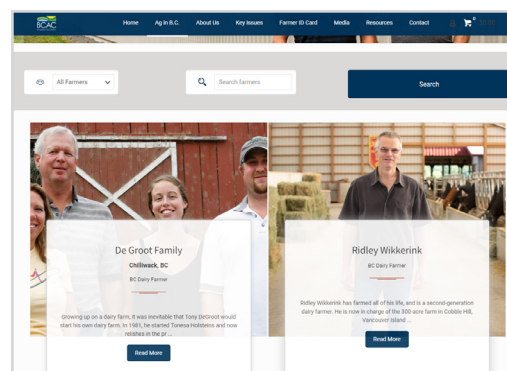 BCAC
Home Ag in B.C. About Us Key Issues Farmer ID Card Media Resources Contact 0 $0.00
All Farmers
Search farmers
Search
De Groot Family
Chilliwack, BC
BC Dairy Farmer
Growing up on a dairy farm, it was inevitable that Tony DeGroot would
start his own dairy farm. In 1981, he started Tonesa Holsteins and now
relishes in the pr ...
Read More
Ridley Wikkerink
BC Dairy Farmer
Ridley Wikkerink has farmed all of his life, and is a second-generation
dairy farmer. He is now in charge of the 300 acre farm in Cobble Hill,
Vancouver Island ...
Read More